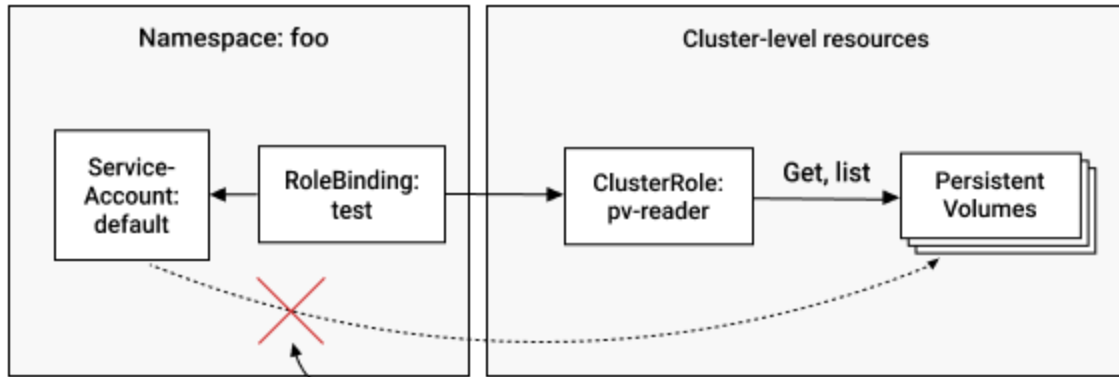 Namespace: foo
Cluster-level resources
Service-
Account:
default
RoleBinding:
test
ClusterRole:
pv-reader
Get, list
Persistent
Volumes